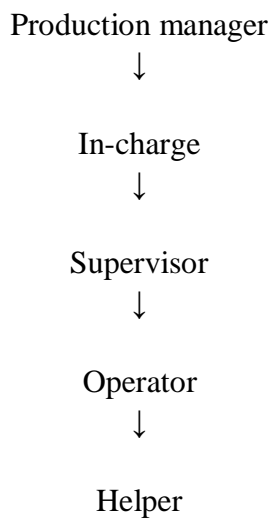 Production manager
↓
In-charge
↓
Supervisor
↓
Operator
↓
Helper